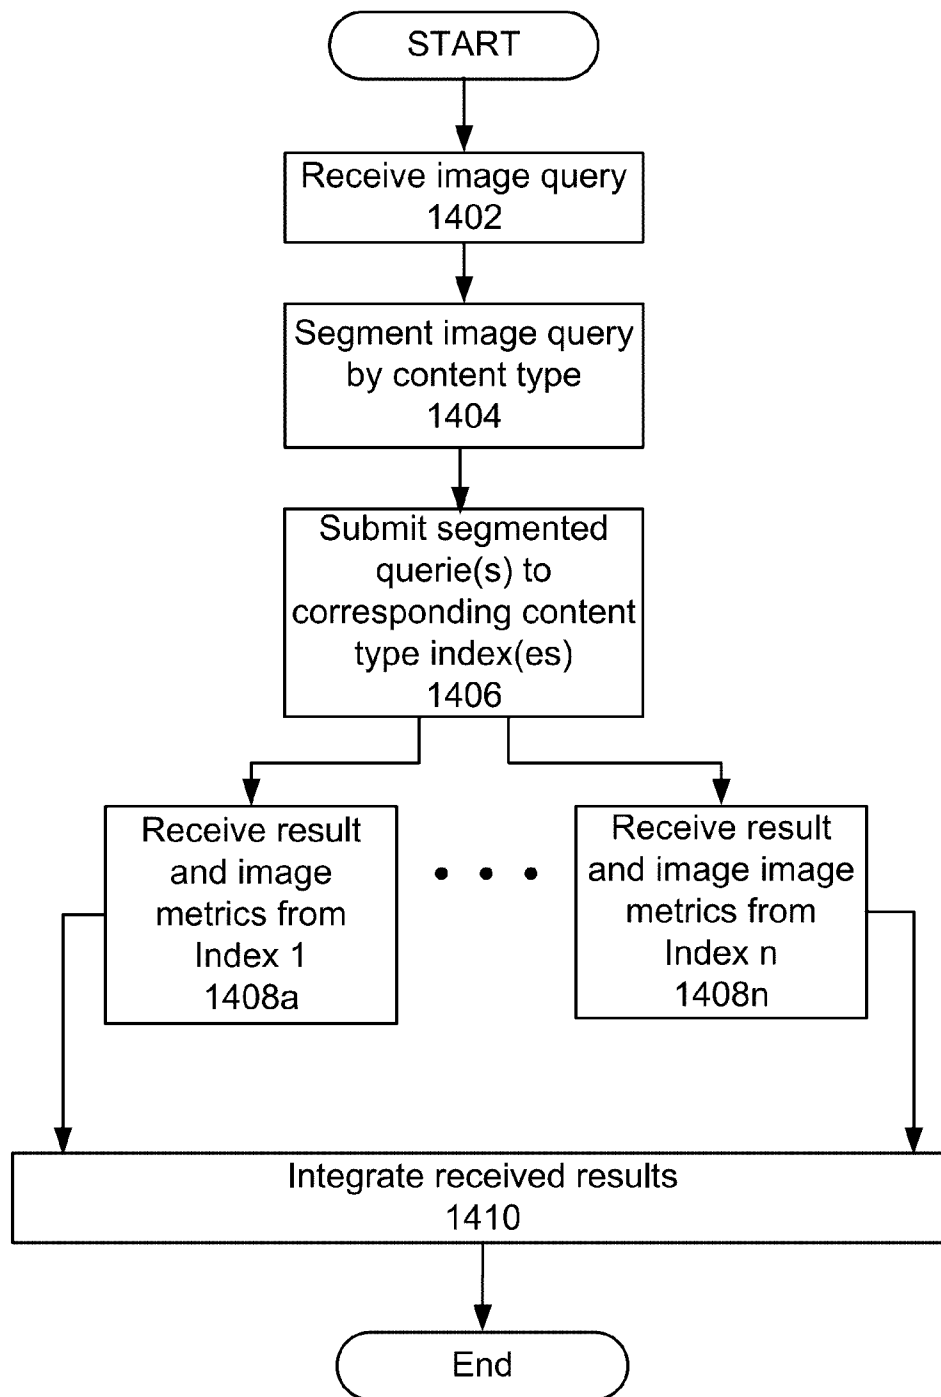 START
Receive image query
1402
Segment image query
by content type
1404
Submit segmented
querie(s) to
corresponding content
type index(es)
1406
Receive result
and image
metrics from
Index 1
1408a
Receive result
and image image
metrics from
Index n
1408n
Integrate received results
1410
End